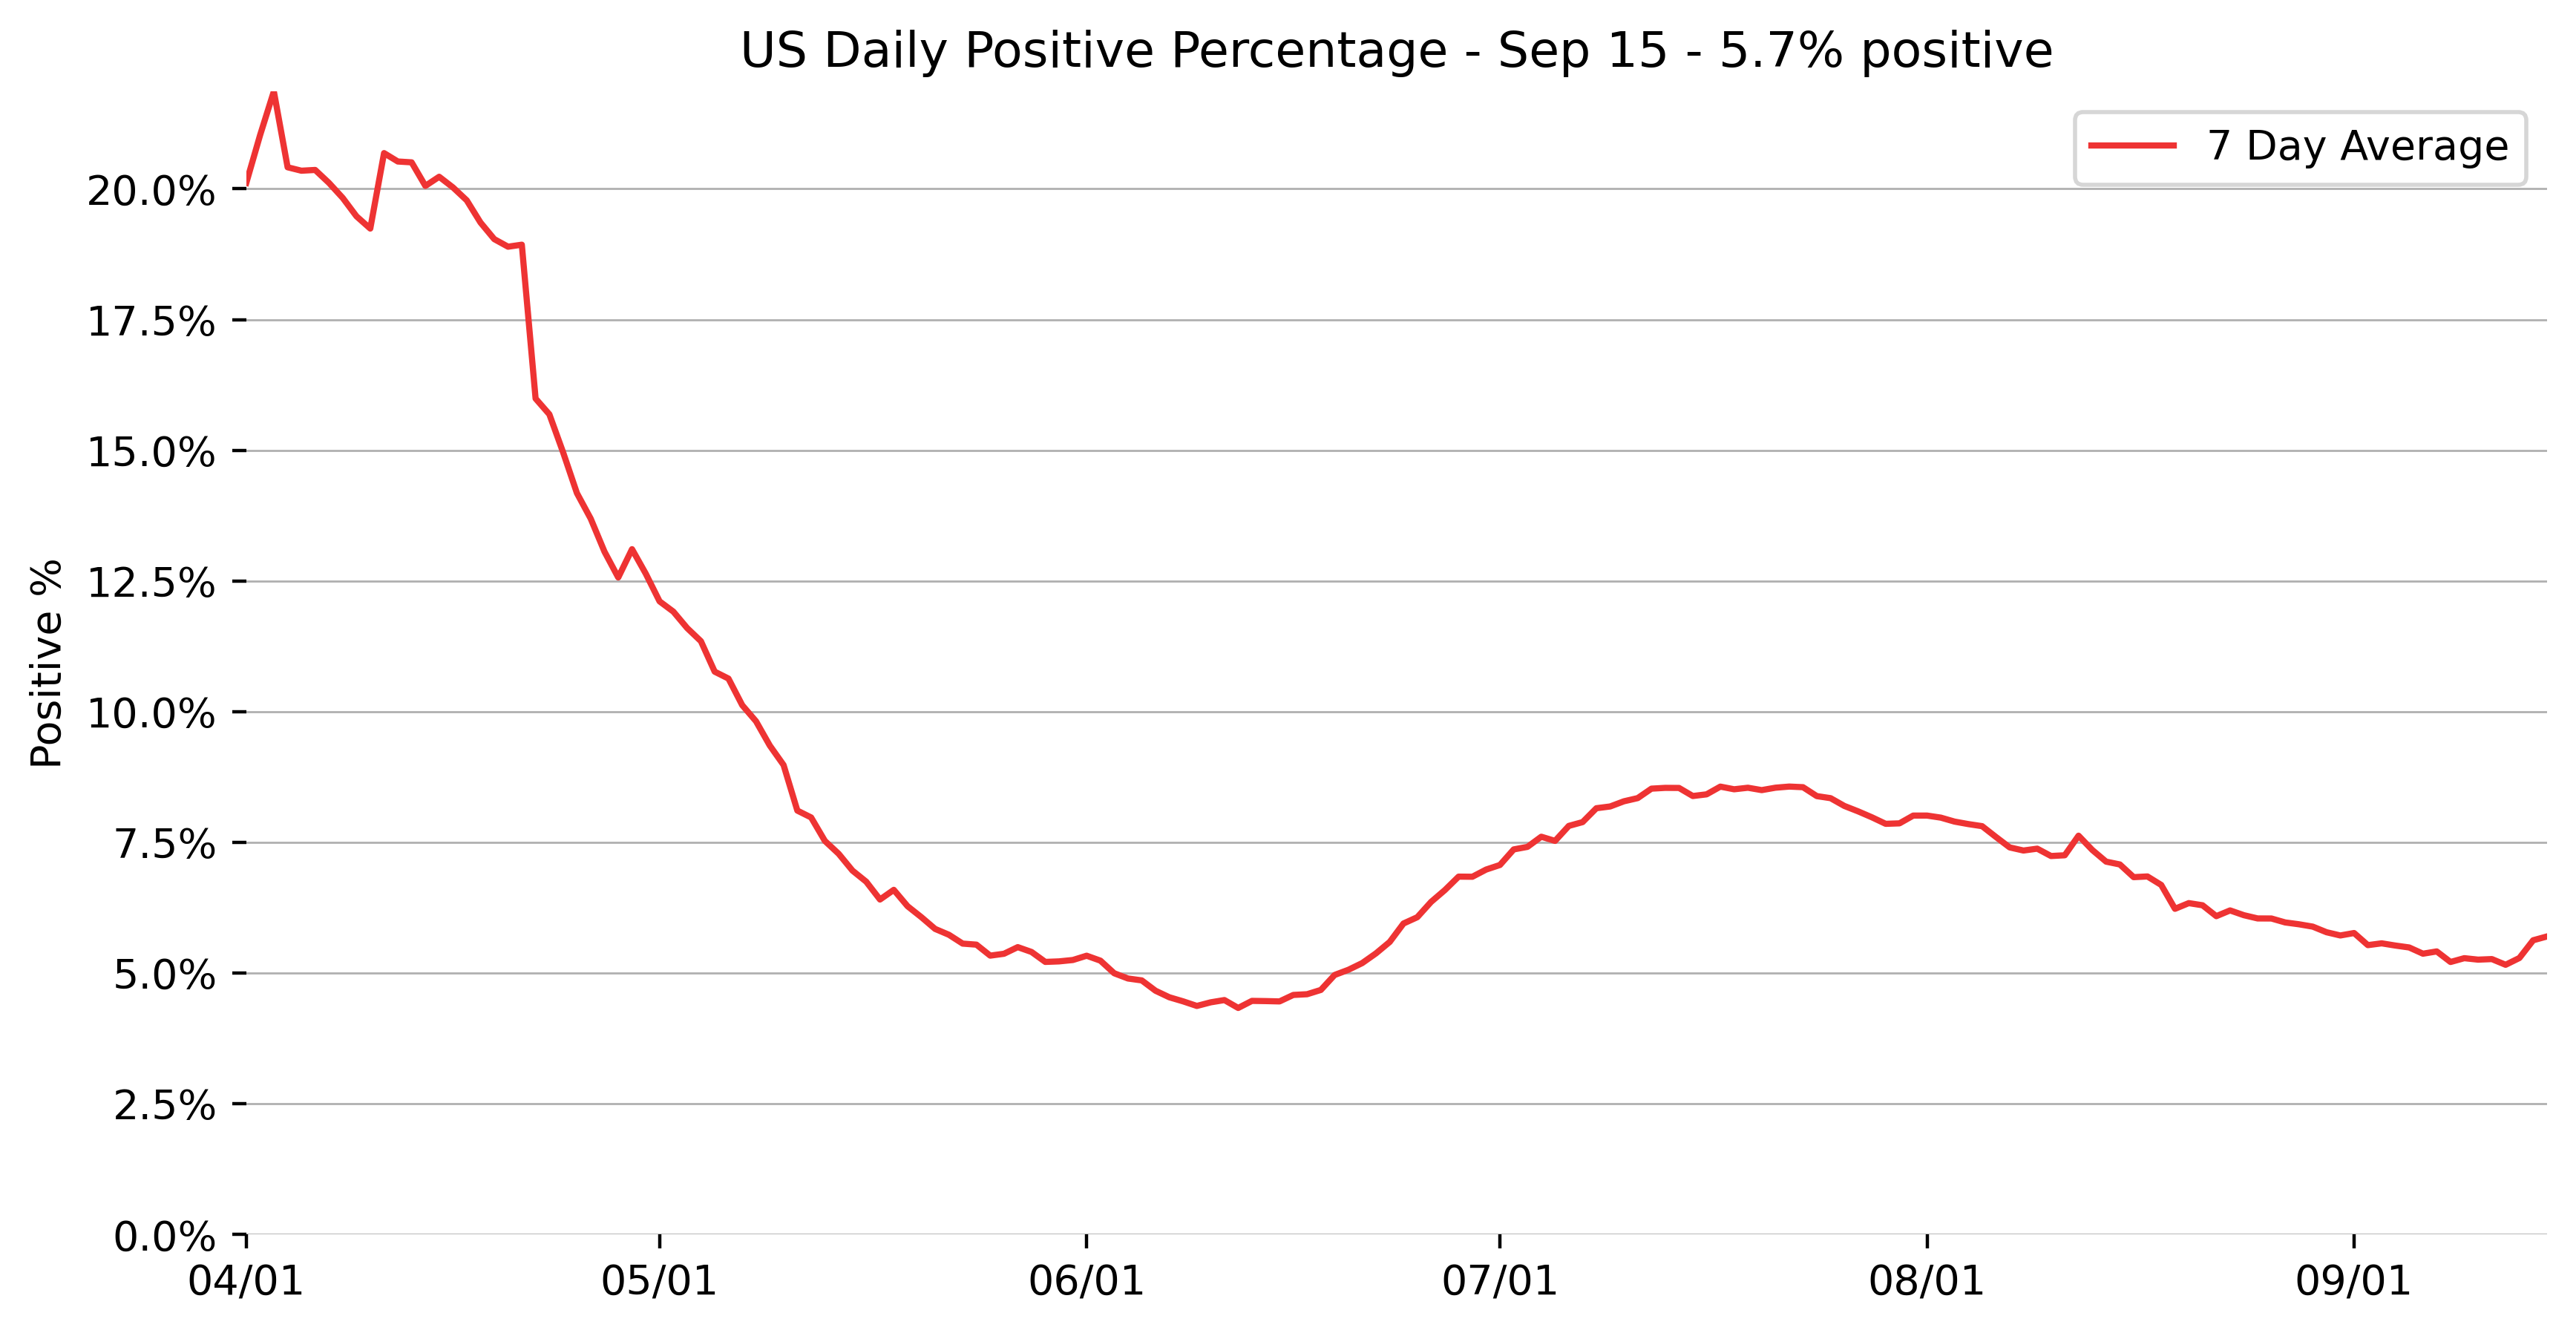 US Daily Positive Percentage - Sep 15 - 5.7% positive
7 Day Average
Positive %
20.0%
17.5%
15.0%
12.5%
10.0%
7.5%
5.0%
2.5%
0.0%
04/01 05/01 06/01 07/01 08/01 09/01